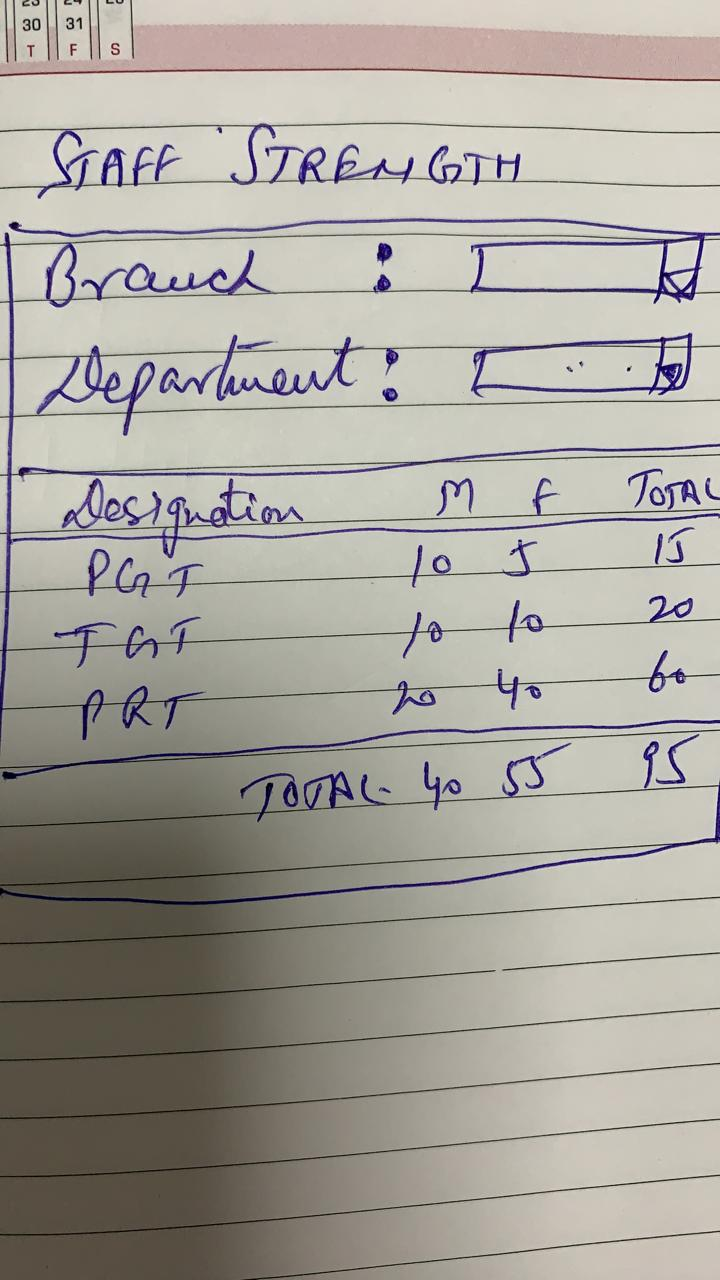 30 31
T F S
STAFF STRENGTH
Branch :
Department :
Designation M F TOTAL
PGT 10 5 15
TGT 10 10 20
PRT 20 40 60
TOTAL 40 55 95